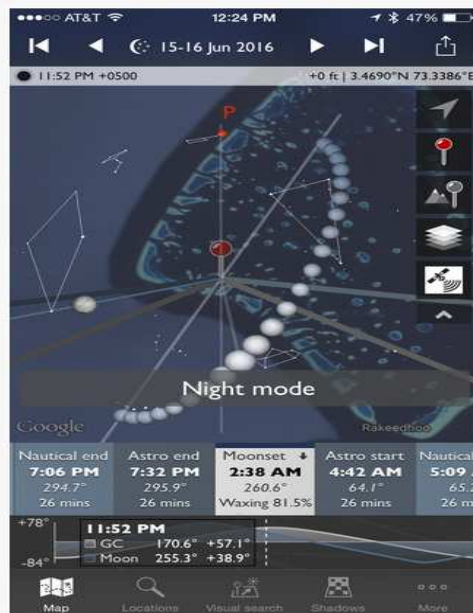 AT&T 12:24 PM 47%
15-16 Jun 2016
11:52 PM +0500 +0 ft | 3.4690°N 73.3386°E
P
Night mode
Google Rakeedhoo
Nautical end Astro end Moonset Astro start Nautical
7:06 PM 7:32 PM 2:38 AM 4:42 AM 5:09
294.7° 295.9° 260.6° 64.1° 65.2
26 mins 26 mins Waxing 81.5% 26 mins 26 mins
+78° 11:52 PM
GC 170.6° +57.1°
-84° Moon 255.3° +38.9°
Map Locations Visual search Shadows More